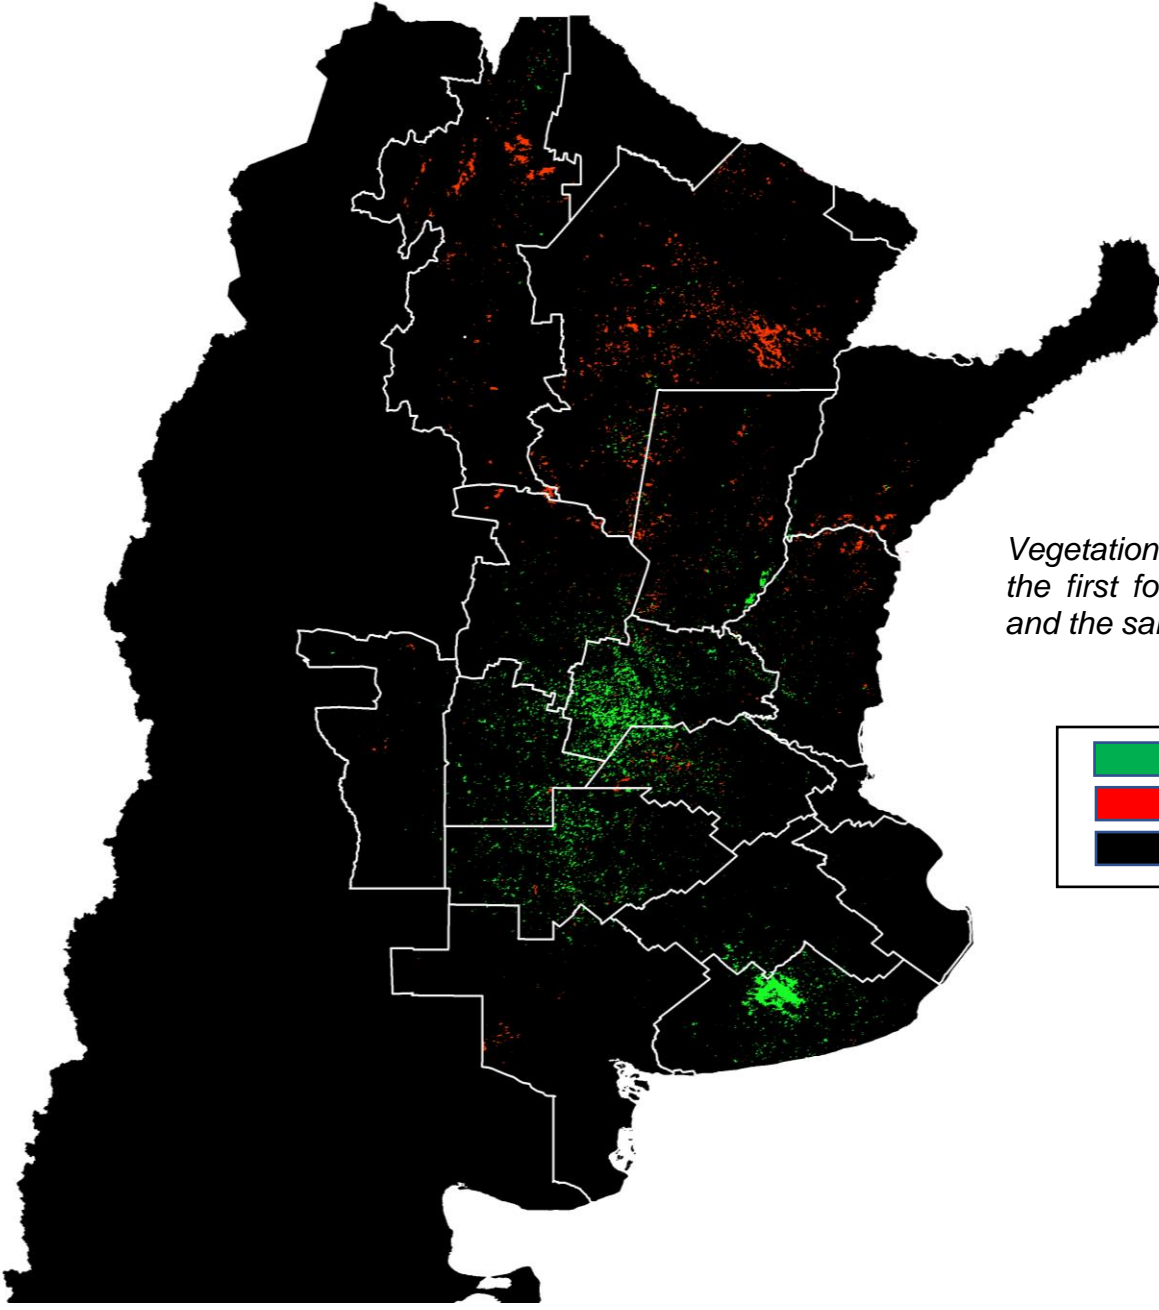 Vegetation
the first fo
and the sa